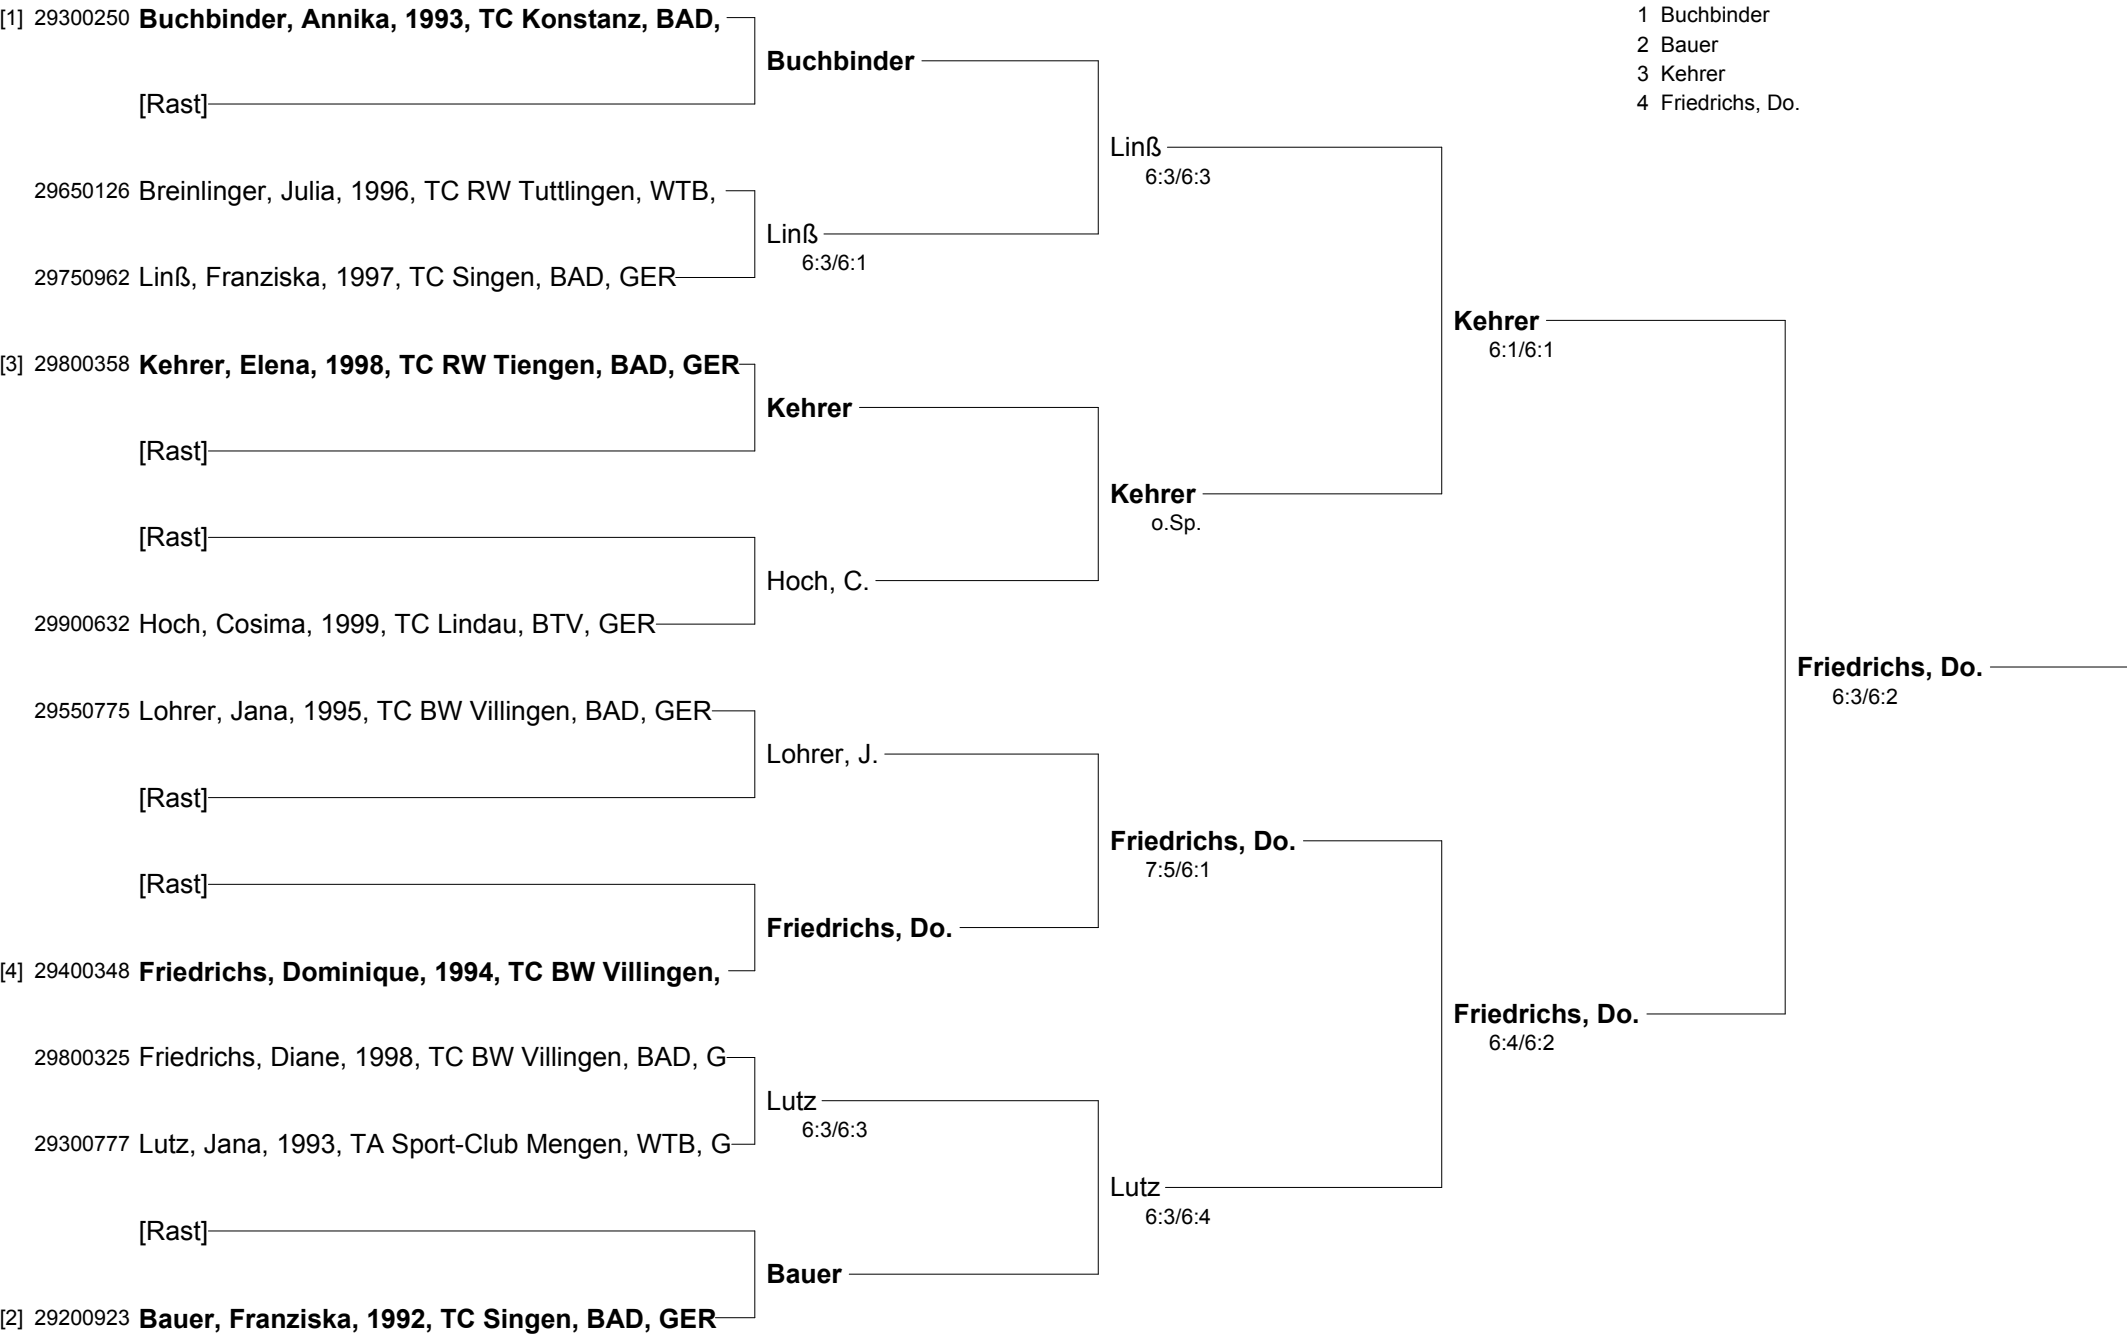 [1] 29300250 Buchbinder, Annika, 1993, TC Konstanz, BAD,
[Rast]
29650126 Breinlinger, Julia, 1996, TC RW Tuttlingen, WTB,
29750962 Linß, Franziska, 1997, TC Singen, BAD, GER
[3] 29800358 Kehrer, Elena, 1998, TC RW Tiengen, BAD, GER
[Rast]
[Rast]
29900632 Hoch, Cosima, 1999, TC Lindau, BTV, GER
29550775 Lohrer, Jana, 1995, TC BW Villingen, BAD, GER
[Rast]
[Rast]
[4] 29400348 Friedrichs, Dominique, 1994, TC BW Villingen,
29800325 Friedrichs, Diane, 1998, TC BW Villingen, BAD, G
29300777 Lutz, Jana, 1993, TA Sport-Club Mengen, WTB, G
[Rast]
[2] 29200923 Bauer, Franziska, 1992, TC Singen, BAD, GER
Buchbinder
Linß
6:3/6:1
Kehrer
Hoch, C.
Lohrer, J.
Friedrichs, Do.
Lutz
6:3/6:3
Bauer
Linß
6:3/6:3
Kehrer
o.Sp.
Friedrichs, Do.
7:5/6:1
Lutz
6:3/6:4
Kehrer
6:1/6:1
Friedrichs, Do.
6:4/6:2
Friedrichs, Do.
6:3/6:2
1 Buchbinder
2 Bauer
3 Kehrer
4 Friedrichs, Do.